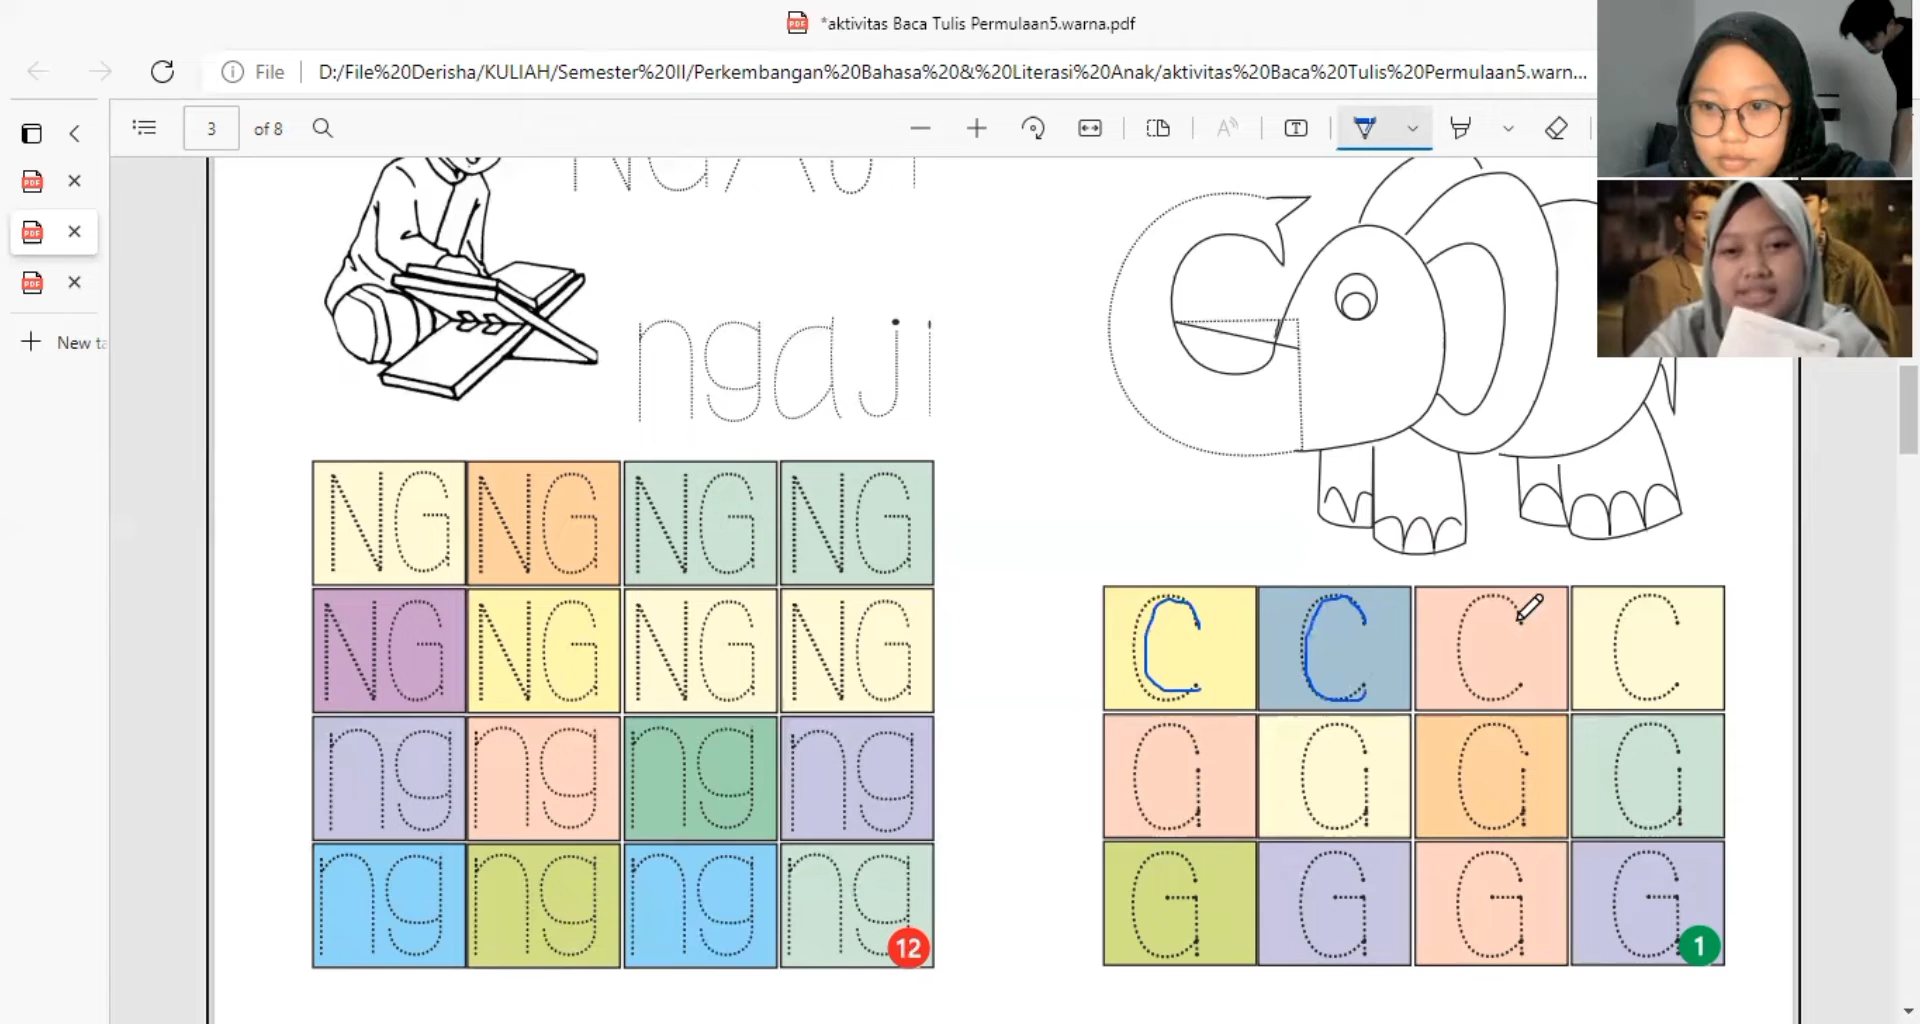 *aktivitas Baca Tulis Permulaan5.warna.pdf
File
D:/File%20Derisha/KULIAH/Semester%20II/Perkembangan%20Bahasa%20&%20Literasi%20Anak/aktivitas%20Baca%20Tulis%20Permulaan5.warn...
3 of 8
New ta
NGAJI
ngaji
NG NG NG NG
NG NG NG NG
ng ng ng ng
ng ng ng ng
12
C C C C
G G G G
G G G G
1